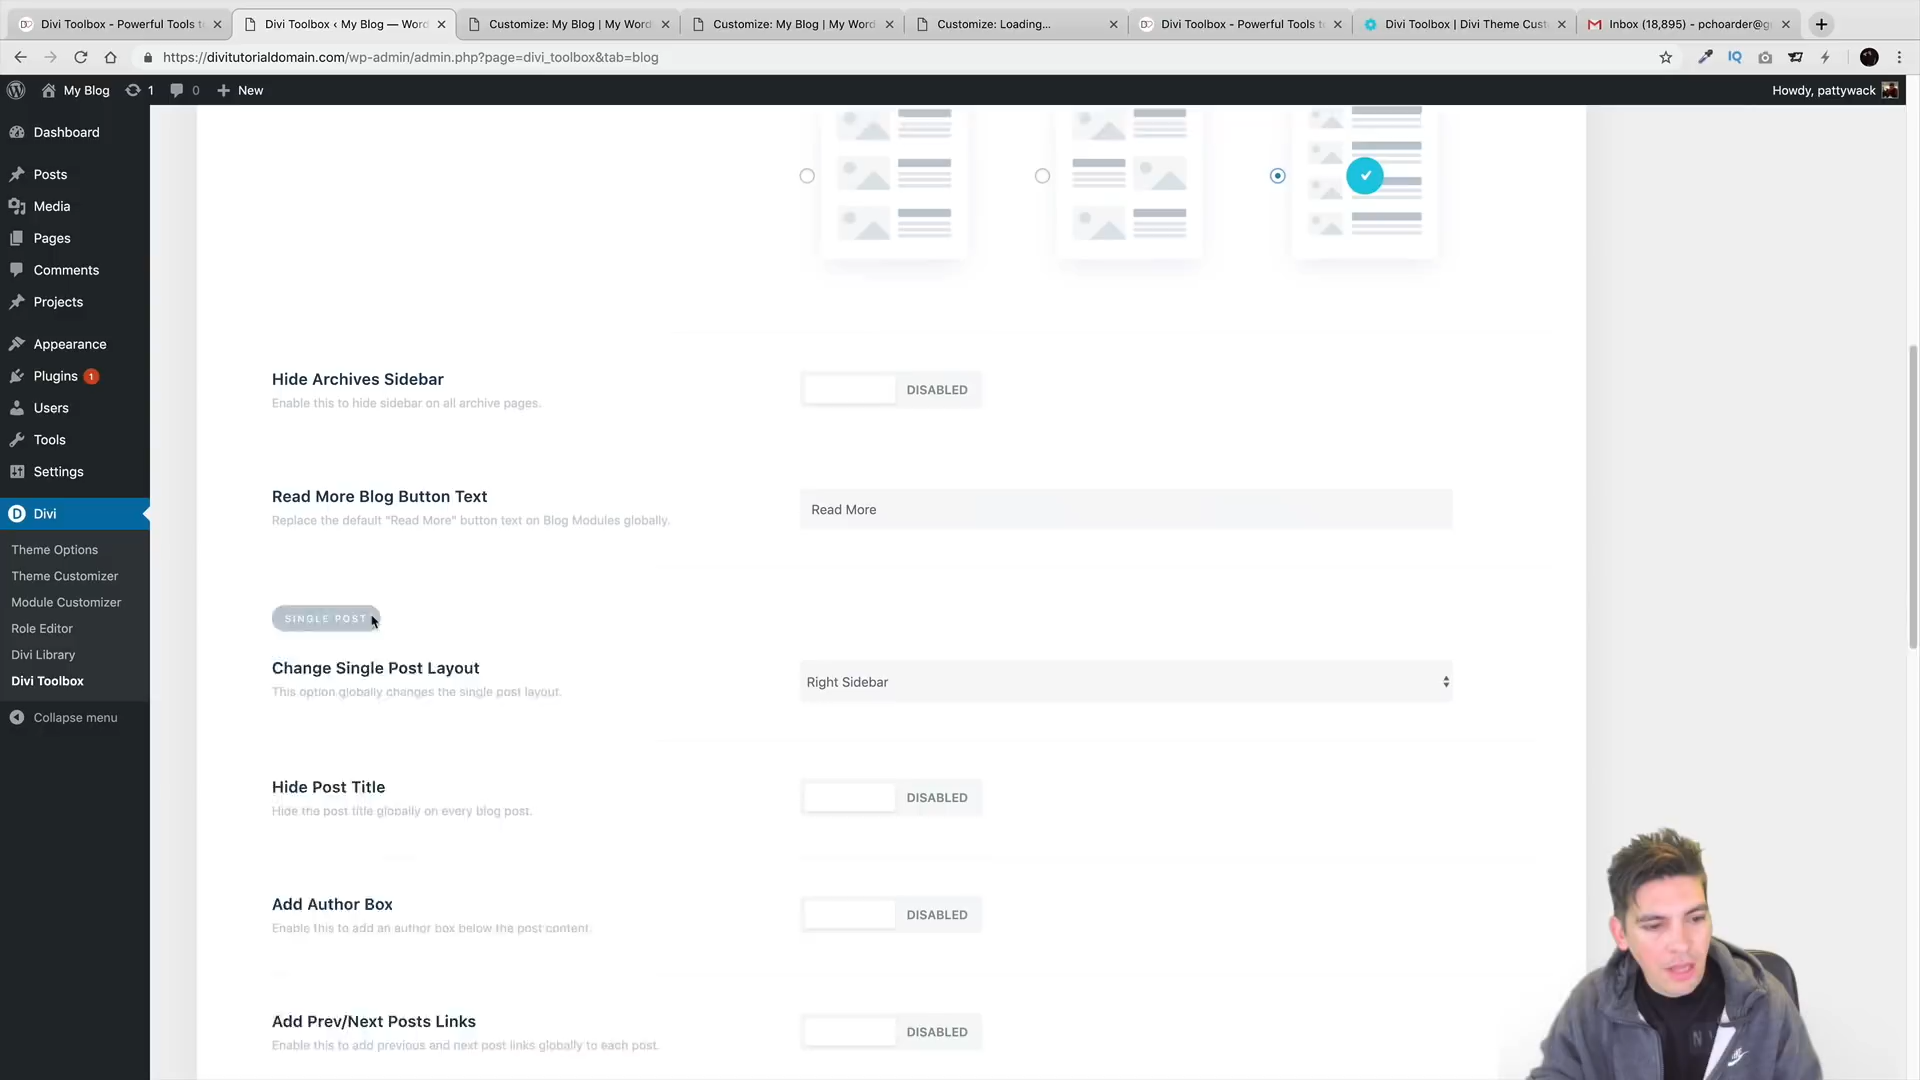 Divi Toolbox - Powerful Tools to
Divi Toolbox ‹ My Blog — Word
Customize: My Blog | My Word
Customize: My Blog | My Word
Customize: Loading...
Divi Toolbox - Powerful Tools to
Divi Toolbox | Divi Theme Cust
Inbox (18,895) - pchoarder@g
https://divitutorialdomain.com/wp-admin/admin.php?page=divi_toolbox&tab=blog
My Blog
1
0
New
Howdy, pattywack
Dashboard
Posts
Media
Pages
Comments
Projects
Appearance
Plugins 1
Users
Tools
Settings
Divi
Theme Options
Theme Customizer
Module Customizer
Role Editor
Divi Library
Divi Toolbox
Collapse menu
Hide Archives Sidebar
Enable this to hide sidebar on all archive pages.
DISABLED
Read More Blog Button Text
Replace the default "Read More" button text on Blog Modules globally.
Read More
SINGLE POST
Change Single Post Layout
This option globally changes the single post layout.
Right Sidebar
Hide Post Title
Hide the post title globally on every blog post.
DISABLED
Add Author Box
Enable this to add an author box below the post content.
DISABLED
Add Prev/Next Posts Links
Enable this to add previous and next post links globally to each post.
DISABLED